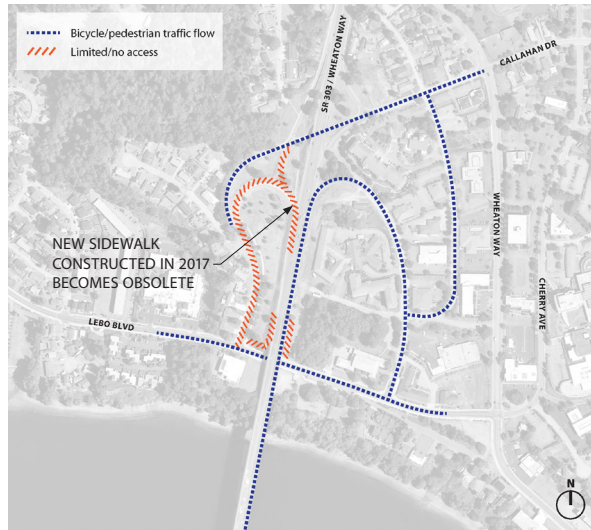 Bicycle/pedestrian traffic flow
Limited/no access
SR 303 / WHEATON WAY
CALLAHAN DR
NEW SIDEWALK
CONSTRUCTED IN 2017
BECOMES OBSOLETE
WHEATON WAY
CHERRY AVE
LEBO BLVD
N